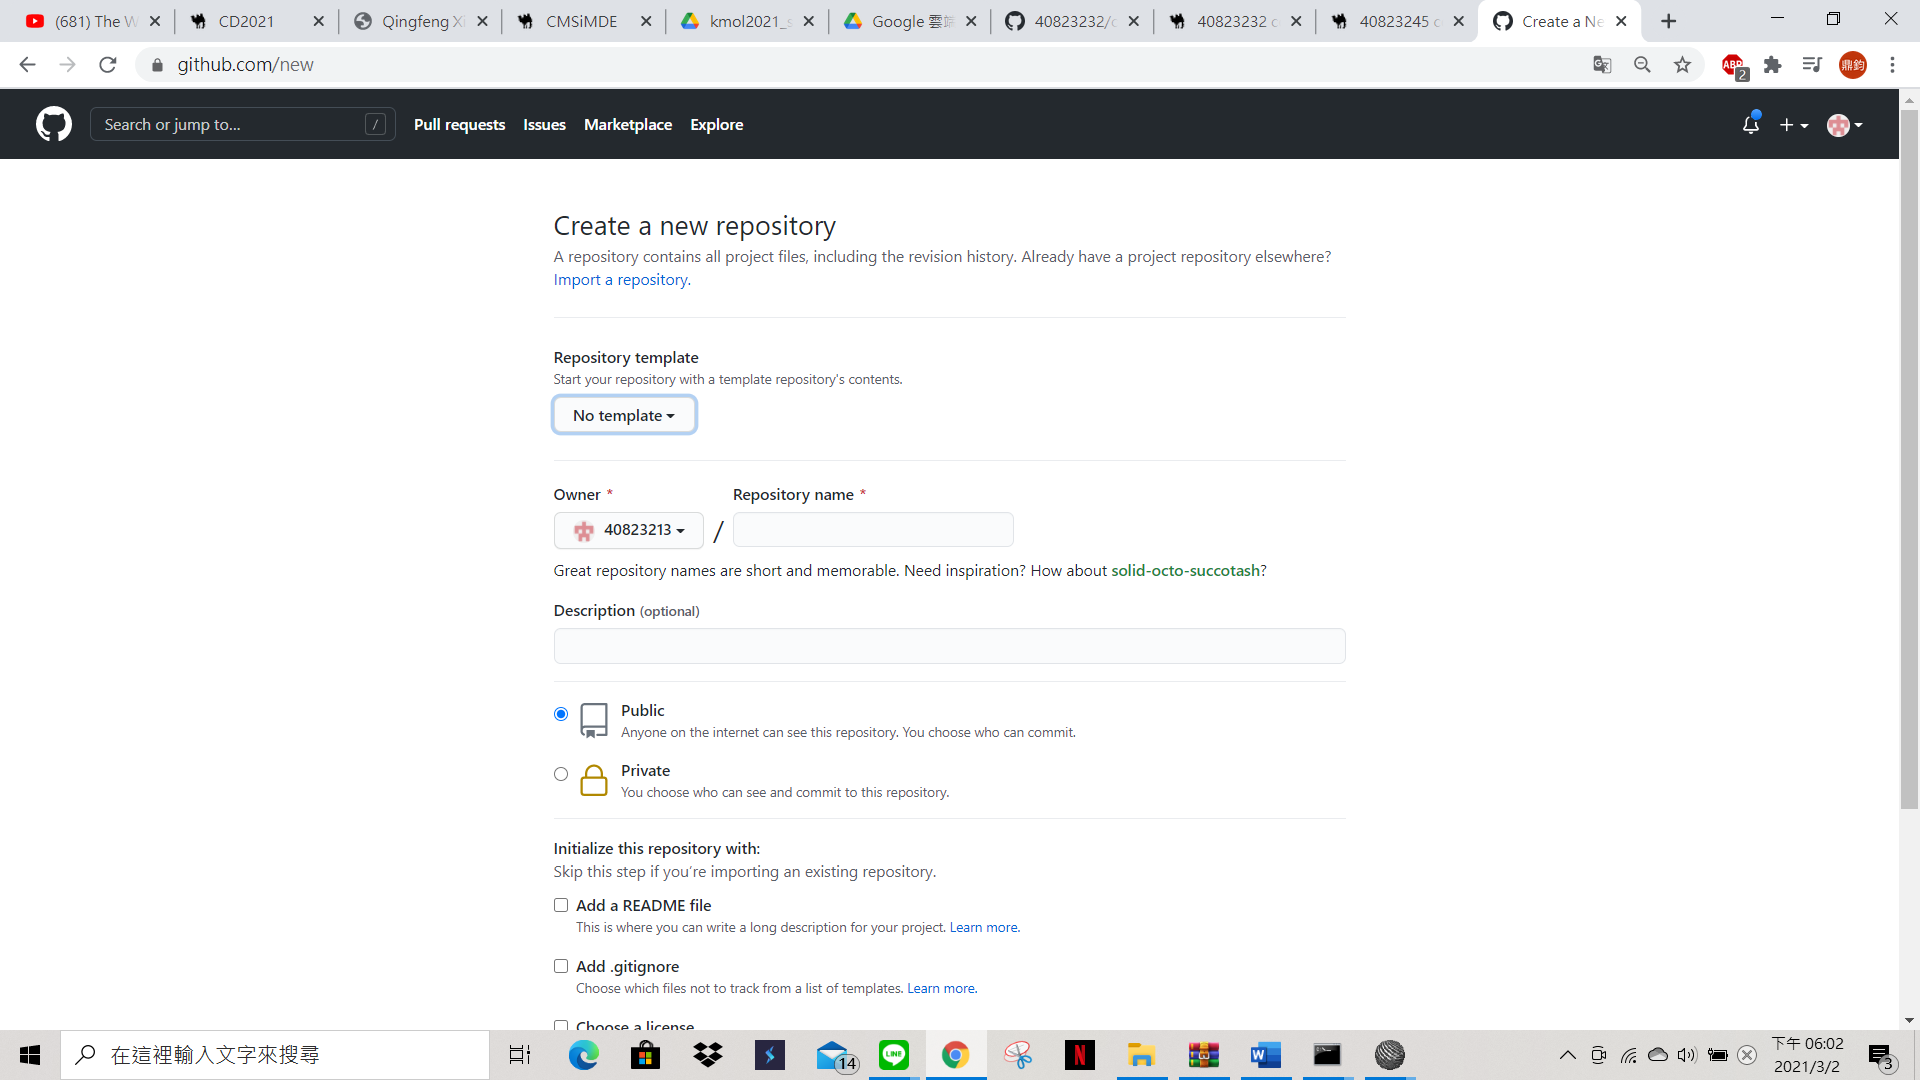 (681) The W
CD2021
Qingfeng Xi
CMSiMDE
kmol2021_s
Google 雲端
40823232/c
40823232 c
40823245 c
Create a Ne
github.com/new
ABP
2
鼎鈞
Search or jump to...
/
Pull requests
Issues
Marketplace
Explore
Create a new repository
A repository contains all project files, including the revision history. Already have a project repository elsewhere?
Import a repository.
Repository template
Start your repository with a template repository's contents.
No template
Owner *
Repository name *
40823213
/
Great repository names are short and memorable. Need inspiration? How about solid-octo-succotash?
Description (optional)
Public
Anyone on the internet can see this repository. You choose who can commit.
Private
You choose who can see and commit to this repository.
Initialize this repository with:
Skip this step if you're importing an existing repository.
Add a README file
This is where you can write a long description for your project. Learn more.
Add .gitignore
Choose which files not to track from a list of templates. Learn more.
Choose a license
在這裡輸入文字來搜尋
14
LINE
N
W
下午 06:02
2021/3/2
3